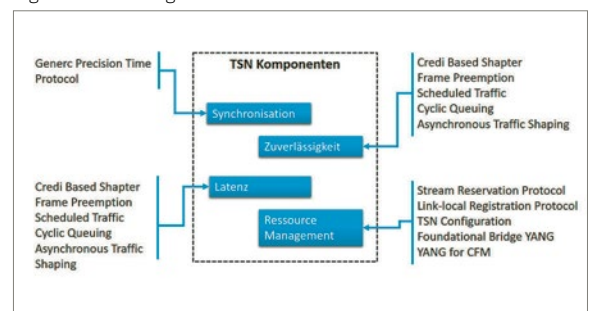 Generc Precision Time
Protocol
TSN Komponenten
Credi Based Shapter
Frame Preemption
Scheduled Traffic
Cyclic Queuing
Asynchronous Traffic Shaping
Synchronisation
Zuverlässigkeit
Credi Based Shapter
Frame Preemption
Scheduled Traffic
Cyclic Queuing
Asynchronous Traffic
Shaping
Latenz
Ressource
Management
Stream Reservation Protocol
Link-local Registration Protocol
TSN Configuration
Foundational Bridge YANG
YANG for CFM